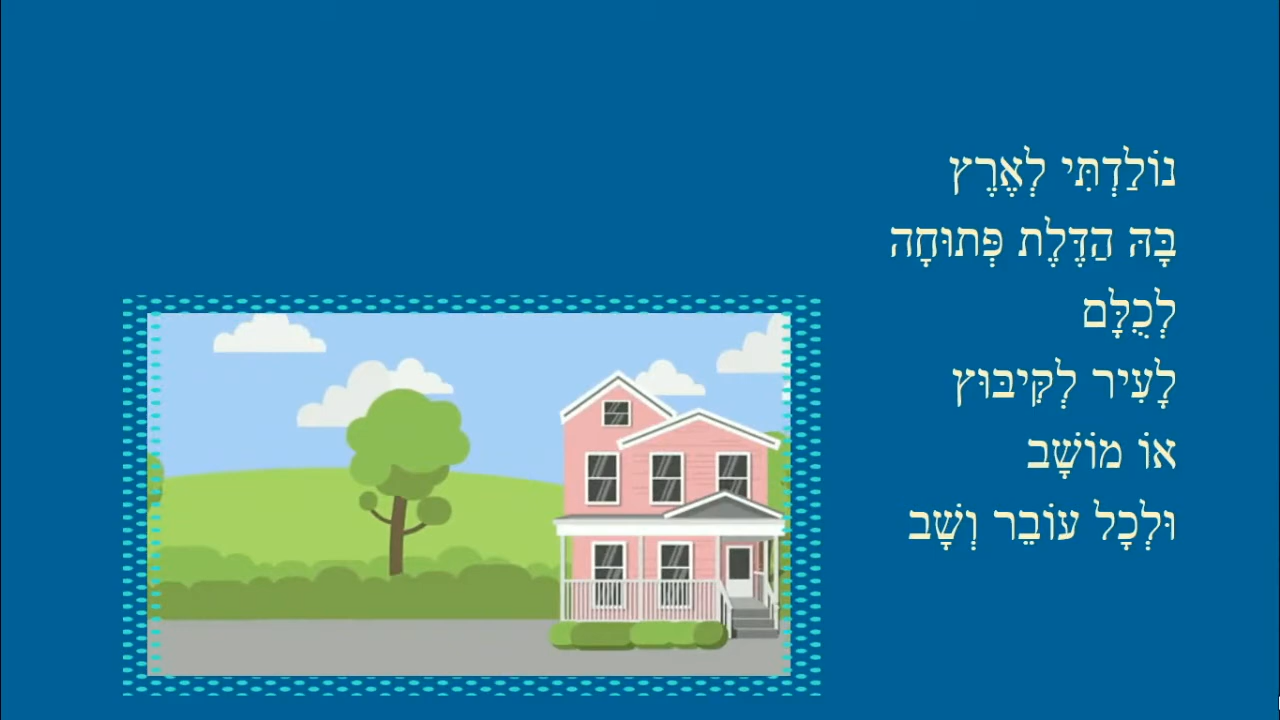 נוֹלַדְתִּי לְאֶרֶץ
בָּהּ הַדֶּלֶת פְּתוּחָה
לְכֻלָּם
לָעִיר לְקִּיבּוּץ
אוֹ מוֹשָׁב
וּלְכָל עוֹבֵר וְשָׁב